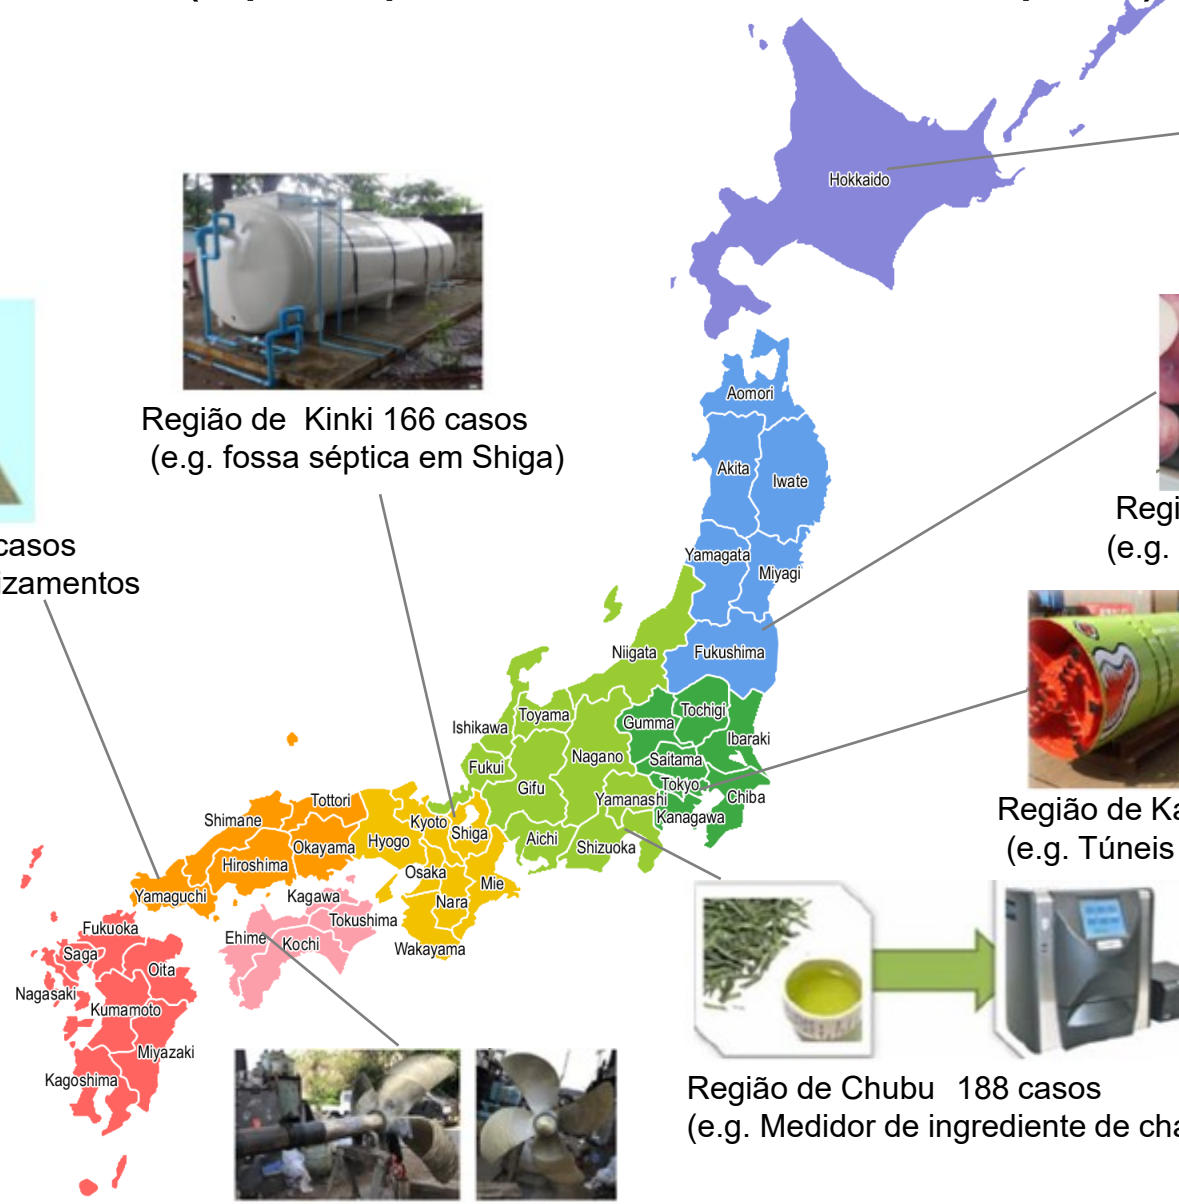 Hokkaido
Aomori
Akita
Iwate
Região de Kinki 166 casos
(e.g. fossa séptica em Shiga)
casos
izamentos
Regi
(e.g.
Yamagata
Miyagi
Niigata
Fukushima
Ishikawa
Toyama
Gumma
Tochigi
Ibaraki
Fukui
Nagano
Saitama
Gifu
Tokyo
Yamanashi
Chiba
Kanagawa
Região de Ka
(e.g. Túneis
Tottori
Shimane
Kyoto
Shiga
Hyogo
Okayama
Aichi
Shizuoka
Hiroshima
Osaka
Mie
Yamaguchi
Kagawa
Nara
Tokushima
Wakayama
Fukuoka
Ehime
Kochi
Saga
Oita
Nagasaki
Kumamoto
Miyazaki
Kagoshima
Região de Chubu 188 casos
(e.g. Medidor de ingrediente de cha